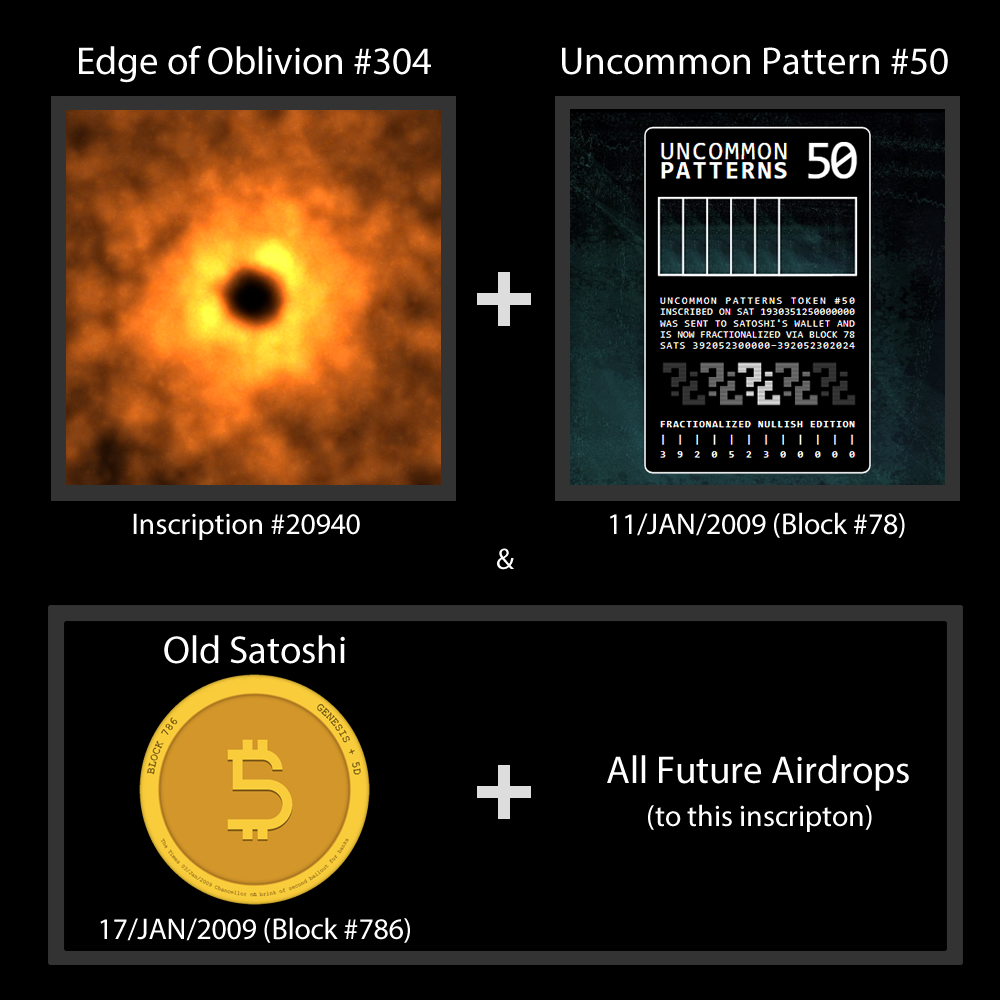 Edge of Oblivion #304
Uncommon Pattern #50
UNCOMMON
PATTERNS
50
UNCOMMON PATTERNS TOKEN #50
INSCRIBED ON SAT 1930351250000000
WAS SENT TO SATOSHI'S WALLET AND
IS NOW FRACTIONALIZED VIA BLOCK 78
SATS 392052300000-392052302024
FRACTIONALIZED NULLISH EDITION
3 9 2 0 5 2 3 0 0 0 0 0
Inscription #20940
11/JAN/2009 (Block #78)
&
Old Satoshi
BLOCK 786
GENESIS + 5D
The Times 03/Jan/2009 Chancellor on brink of second bailout for banks
17/JAN/2009 (Block #786)
All Future Airdrops
(to this inscripton)